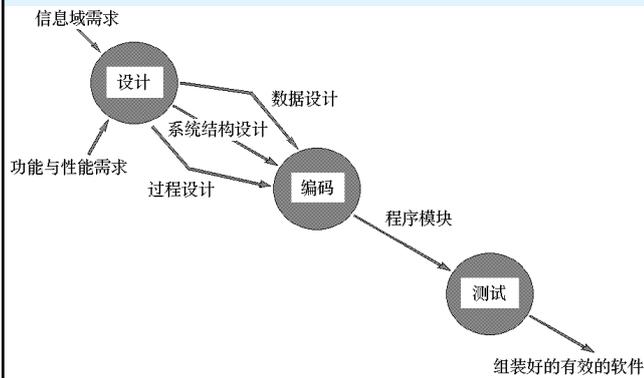 信息域需求
设计
数据设计
系统结构设计
功能与性能需求
过程设计
编码
程序模块
测试
组装好的有效的软件